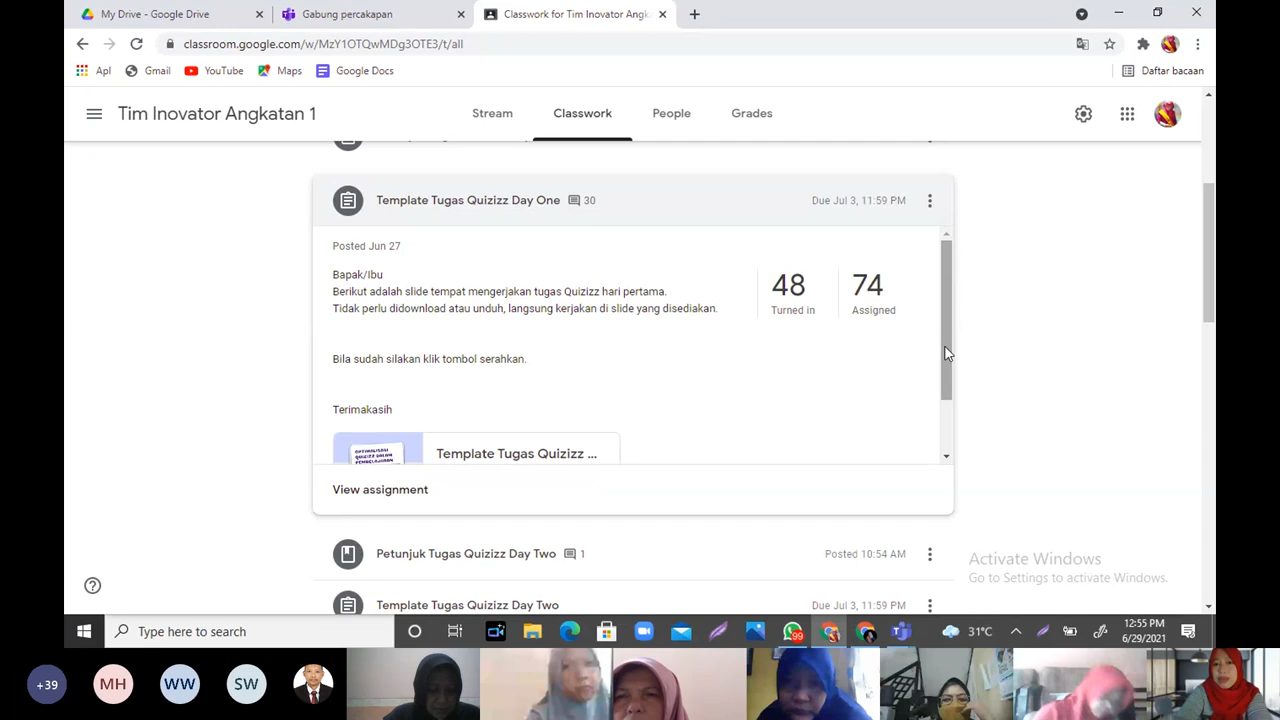 My Drive - Google Drive
Gabung percakapan
Classwork for Tim Inovator Angk
classroom.google.com/w/MzY1OTQwMDg3OTE3/t/all
Apl
Gmail
YouTube
Maps
Google Docs
Daftar bacaan
Tim Inovator Angkatan 1
Stream
Classwork
People
Grades
Template Tugas Quizizz Day One
30
Due Jul 3, 11:59 PM
Posted Jun 27
Bapak/Ibu
Berikut adalah slide tempat mengerjakan tugas Quizizz hari pertama.
Tidak perlu didownload atau unduh, langsung kerjakan di slide yang disediakan.
48
Turned in
74
Assigned
Bila sudah silakan klik tombol serahkan.
Terimakasih
OPTIMALISASI
QUIZIZZ DALAM
PEMBELAJARAN
Template Tugas Quizizz ...
View assignment
Petunjuk Tugas Quizizz Day Two
1
Posted 10:54 AM
Activate Windows
Go to Settings to activate Windows.
Template Tugas Quizizz Day Two
Due Jul 3, 11:59 PM
Type here to search
99
31°C
12:55 PM
6/29/2021
+39
MH
WW
SW